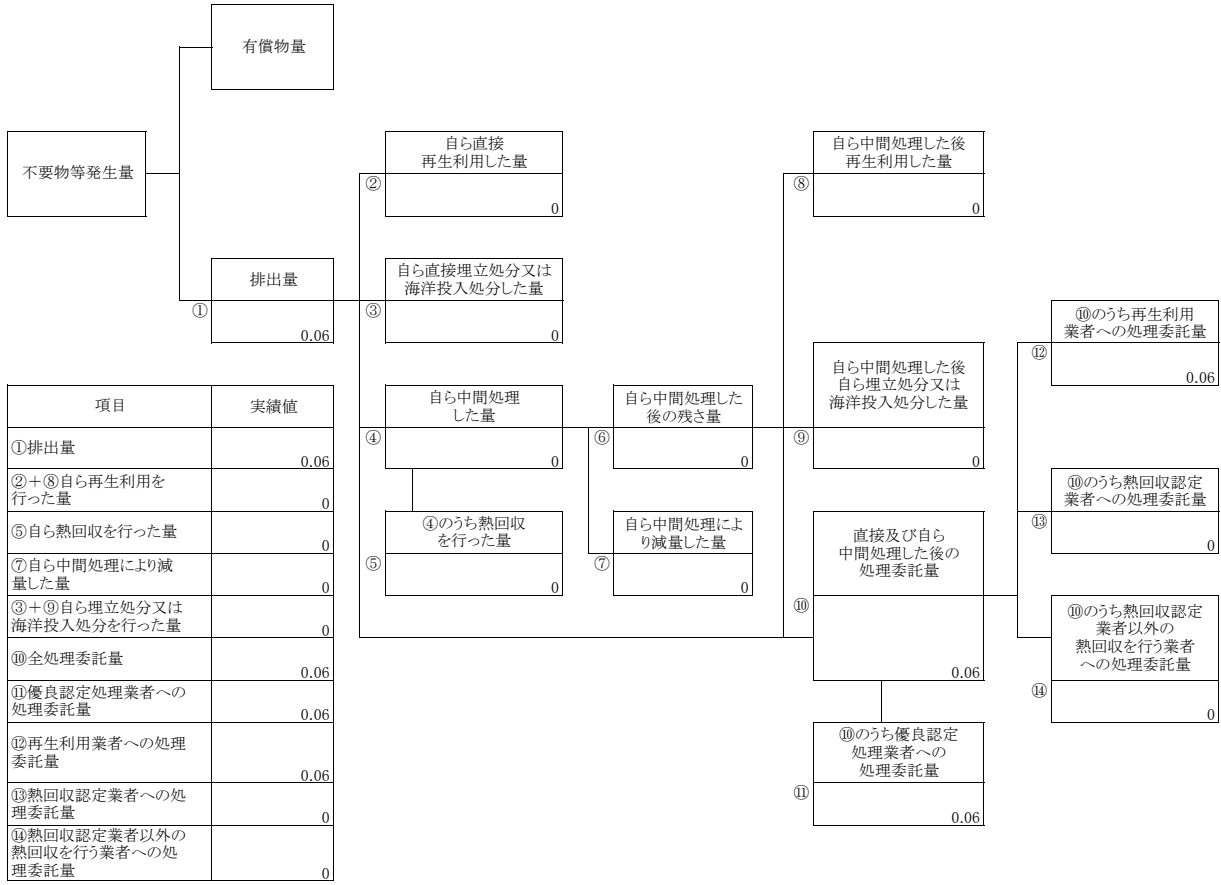 有償物量
不要物等発生量
自ら直接
再生利用した量
②
0
自ら中間処理した後
再生利用した量
⑧
0
排出量
①
0.06
自ら直接埋立処分又は
海洋投入処分した量
③
0
⑩のうち再生利用
業者への処理委託量
⑫
0.06
自ら中間処理した後
自ら埋立処分又は
海洋投入処分した量
⑨
0
自ら中間処理
した量
④
0
自ら中間処理した
後の残さ量
⑥
0
⑩のうち熱回収認定
業者への処理委託量
⑬
0
④のうち熱回収
を行った量
⑤
0
自ら中間処理によ
り減量した量
⑦
0
直接及び自ら
中間処理した後の
処理委託量
⑩
0.06
⑩のうち熱回収認定
業者以外の
熱回収を行う業者
への処理委託量
⑭
0
⑩のうち優良認定
処理業者への
処理委託量
⑪
0.06
項目 実績値
①排出量
0.06
②＋⑧自ら再生利用を
行った量
0
⑤自ら熱回収を行った量
0
⑦自ら中間処理により減
量した量
0
③＋⑨自ら埋立処分又は
海洋投入処分を行った量
0
⑩全処理委託量
0.06
⑪優良認定処理業者への
処理委託量
0.06
⑫再生利用業者への処理
委託量
0.06
⑬熱回収認定業者への処
理委託量
0
⑭熱回収認定業者以外の
熱回収を行う業者への処
理委託量
0